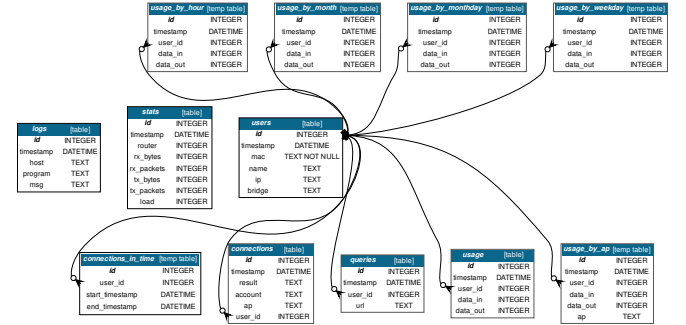 usage_by_hour [temp table]
id INTEGER
timestamp DATETIME
user_id INTEGER
data_in INTEGER
data_out INTEGER
usage_by_month [temp table]
id INTEGER
timestamp DATETIME
user_id INTEGER
data_in INTEGER
data_out INTEGER
usage_by_monthday [temp table]
id INTEGER
timestamp DATETIME
user_id INTEGER
data_in INTEGER
data_out INTEGER
usage_by_weekday [temp table]
id INTEGER
timestamp DATETIME
user_id INTEGER
data_in INTEGER
data_out INTEGER
logs [table]
id INTEGER
timestamp DATETIME
host TEXT
program TEXT
msg TEXT
stats [table]
id INTEGER
timestamp DATETIME
router INTEGER
rx_bytes INTEGER
rx_packets INTEGER
tx_bytes INTEGER
tx_packets INTEGER
load INTEGER
users [table]
id INTEGER
timestamp DATETIME
mac TEXT NOT NULL
name TEXT
ip TEXT
bridge TEXT
connections_in_time [temp table]
id INTEGER
user_id INTEGER
start_timestamp DATETIME
end_timestamp DATETIME
connections [table]
id INTEGER
timestamp DATETIME
result TEXT
account TEXT
ap TEXT
user_id INTEGER
queries [table]
id INTEGER
timestamp DATETIME
user_id INTEGER
url TEXT
usage [table]
id INTEGER
timestamp DATETIME
user_id INTEGER
data_in INTEGER
data_out INTEGER
usage_by_ap [temp table]
id INTEGER
timestamp DATETIME
user_id INTEGER
data_in INTEGER
data_out INTEGER
ap TEXT